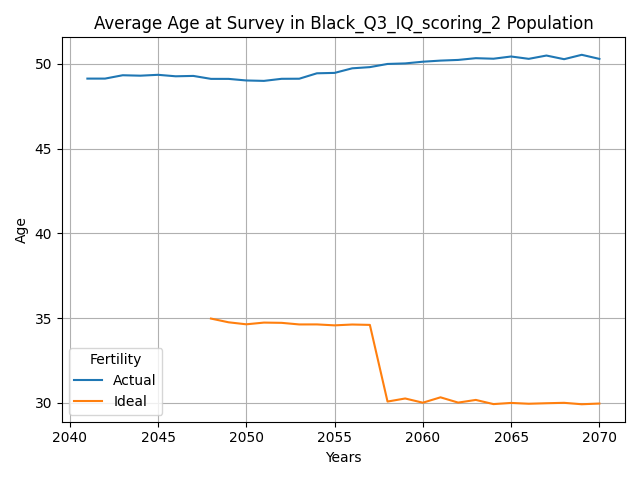 Average Age at Survey in Black_Q3_IQ_scoring_2 Population
Age
50
45
40
35
30
Fertility
Actual
Ideal
2040 2045 2050 2055 2060 2065 2070
Years